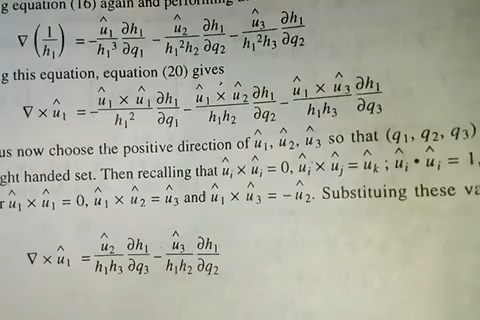 g equation (16) again and performing
∇ (1/h₁) = -û₁/h₁³ ∂h₁/∂q₁ - û₂/h₁²h₂ ∂h₁/∂q₂ - û₃/h₁²h₃ ∂h₁/∂q₂
g this equation, equation (20) gives
∇ × û₁ = -û₁ × û₁/h₁² ∂h₁/∂q₁ - û₁ × û₂/h₁h₂ ∂h₁/∂q₂ - û₁ × û₃/h₁h₃ ∂h₁/∂q₃
us now choose the positive direction of û₁, û₂, û₃ so that (q₁, q₂, q₃)
ght handed set. Then recalling that ûᵢ × ûᵢ = 0, ûᵢ × ûⱼ = ûₖ ; ûᵢ • ûᵢ = 1,
r û₁ × û₁ = 0, û₁ × û₂ = û₃ and û₁ × û₃ = -û₂. Substituing these va
∇ × û₁ = û₂/h₁h₃ ∂h₁/∂q₃ - û₃/h₁h₂ ∂h₁/∂q₂